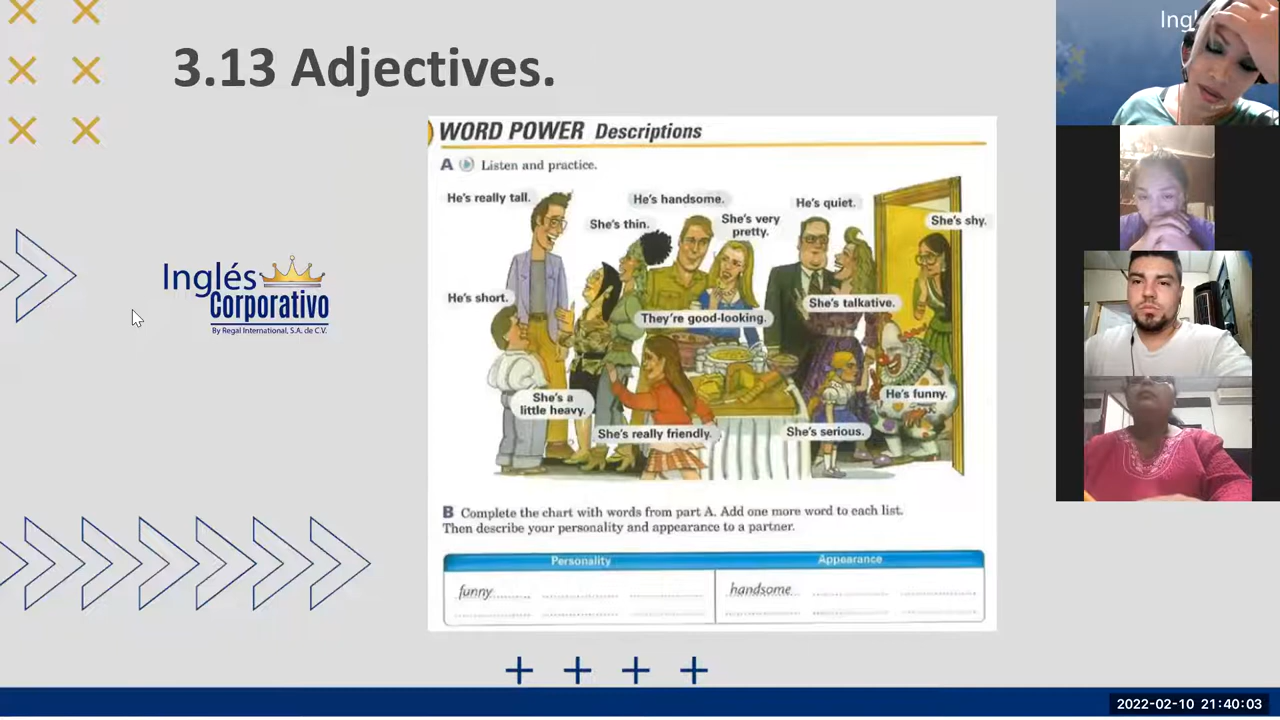 3.13 Adjectives.
Ingl
WORD POWER Descriptions
A Listen and practice.
He's really tall.
He's handsome.
He's quiet.
She's thin.
She's very
pretty.
She's shy.
Inglés
Corporativo
By Regal International, S.A. de C.V.
He's short.
She's talkative.
They're good-looking.
She's a
little heavy.
He's funny.
She's really friendly.
She's serious.
B Complete the chart with words from part A. Add one more word to each list.
Then describe your personality and appearance to a partner.
Personality Appearance
funny handsome
2022-02-10 21:40:03